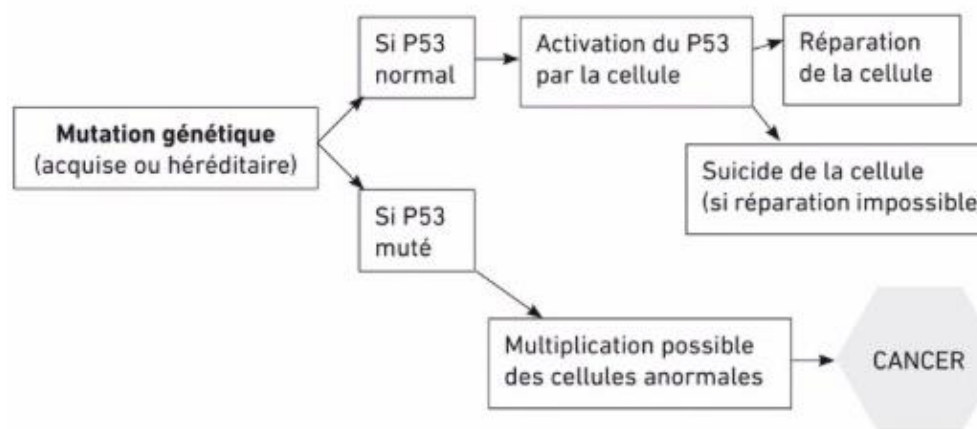 Mutation génétique
(acquise ou héréditaire)
Si P53
normal
Activation du P53
par la cellule
Réparation
de la cellule
Suicide de la cellule
(si réparation impossible
Si P53
muté
Multiplication possible
des cellules anormales
CANCER